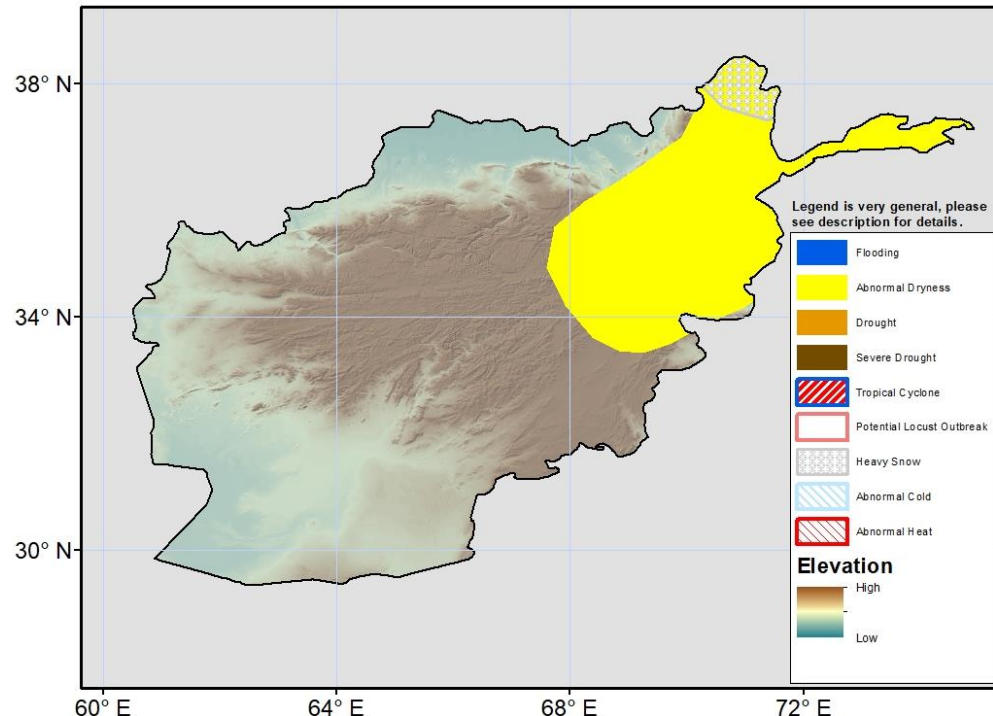 38° N
34° N
30° N
60° E
64° E
68° E
72° E
Legend is very general, please
see description for details.
Flooding
Abnormal Dryness
Drought
Severe Drought
Tropical Cyclone
Potential Locust Outbreak
Heavy Snow
Abnormal Cold
Abnormal Heat
Elevation
High
Low